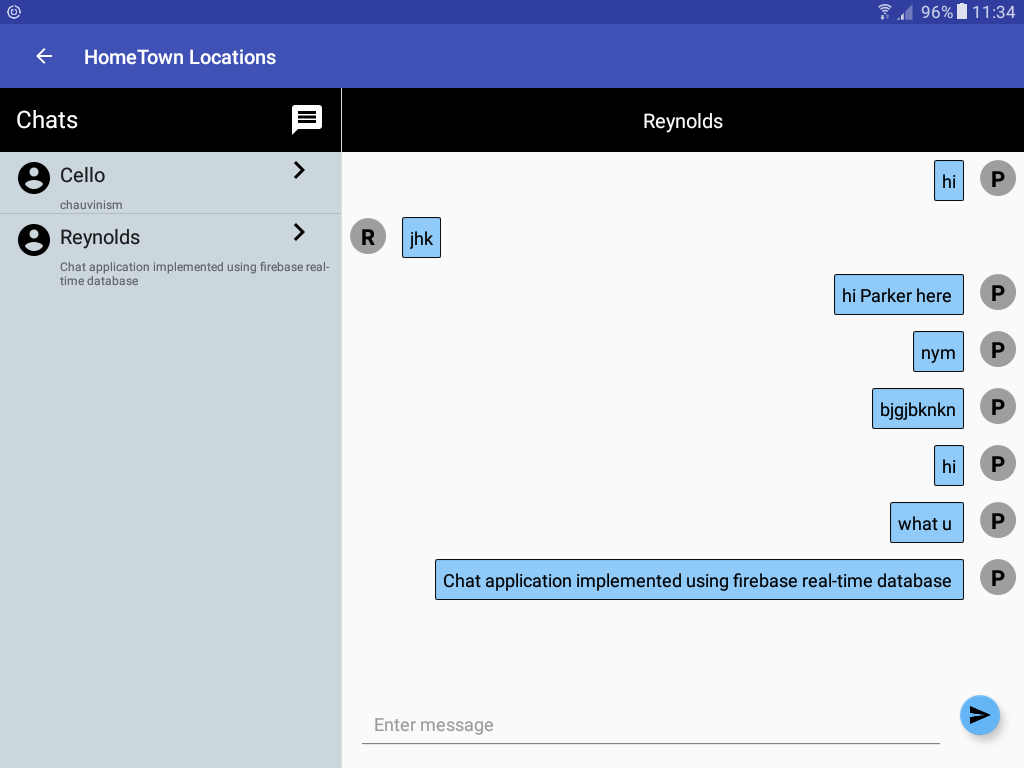 96% 11:34
HomeTown Locations
Chats
Reynolds
Cello
chauvinism
Reynolds
Chat application implemented using firebase real-
time database
hi P
R jhk
hi Parker here P
nym P
bjgjbknkn P
hi P
what u P
Chat application implemented using firebase real-time database P
Enter message